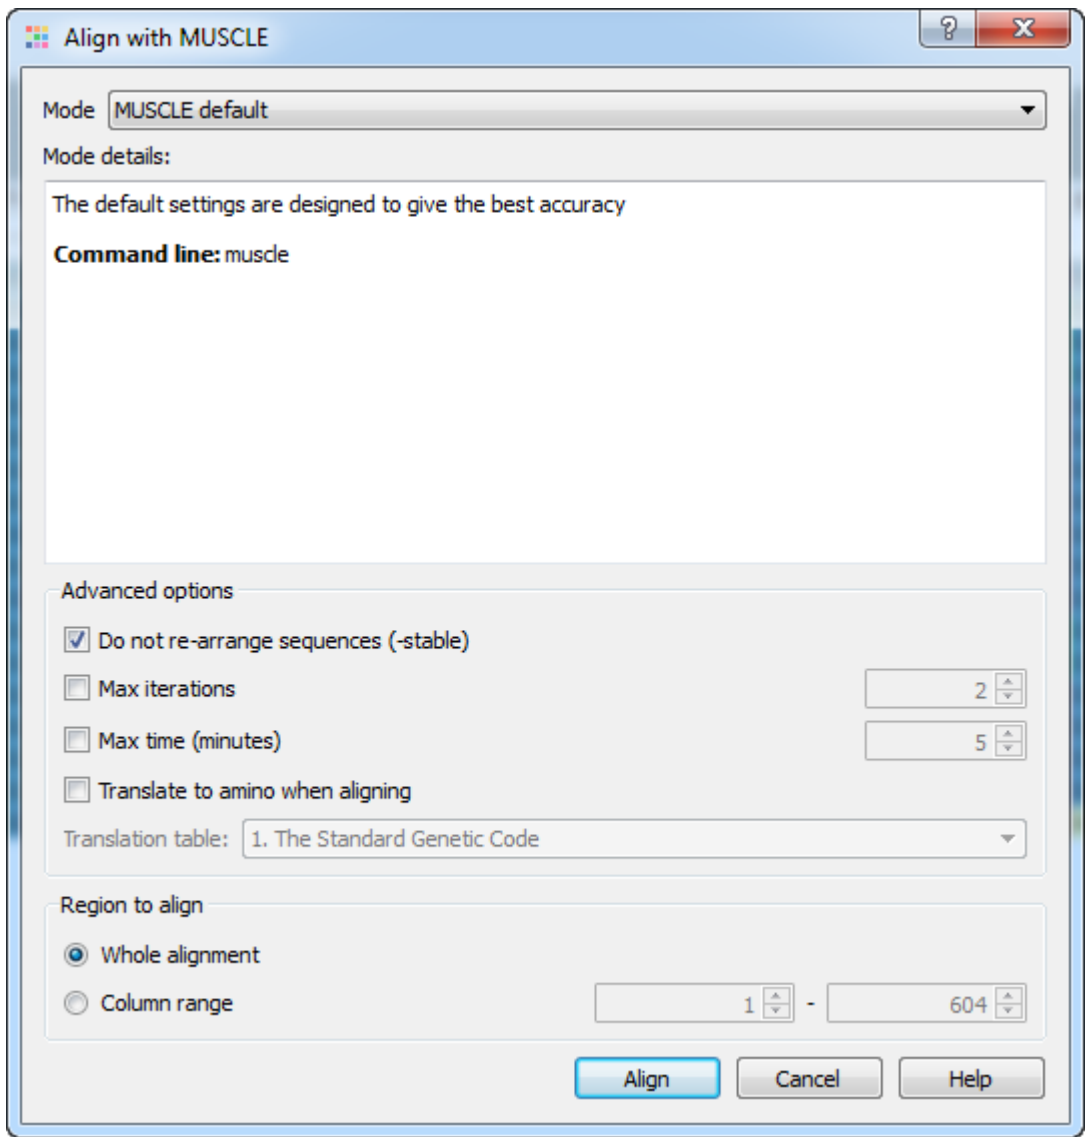 Align with MUSCLE
Mode MUSCLE default
Mode details:
The default settings are designed to give the best accuracy
Command line: muscle
Advanced options
Do not re-arrange sequences (-stable)
Max iterations 2
Max time (minutes) 5
Translate to amino when aligning
Translation table: 1. The Standard Genetic Code
Region to align
Whole alignment
Column range 1 - 604
Align Cancel Help